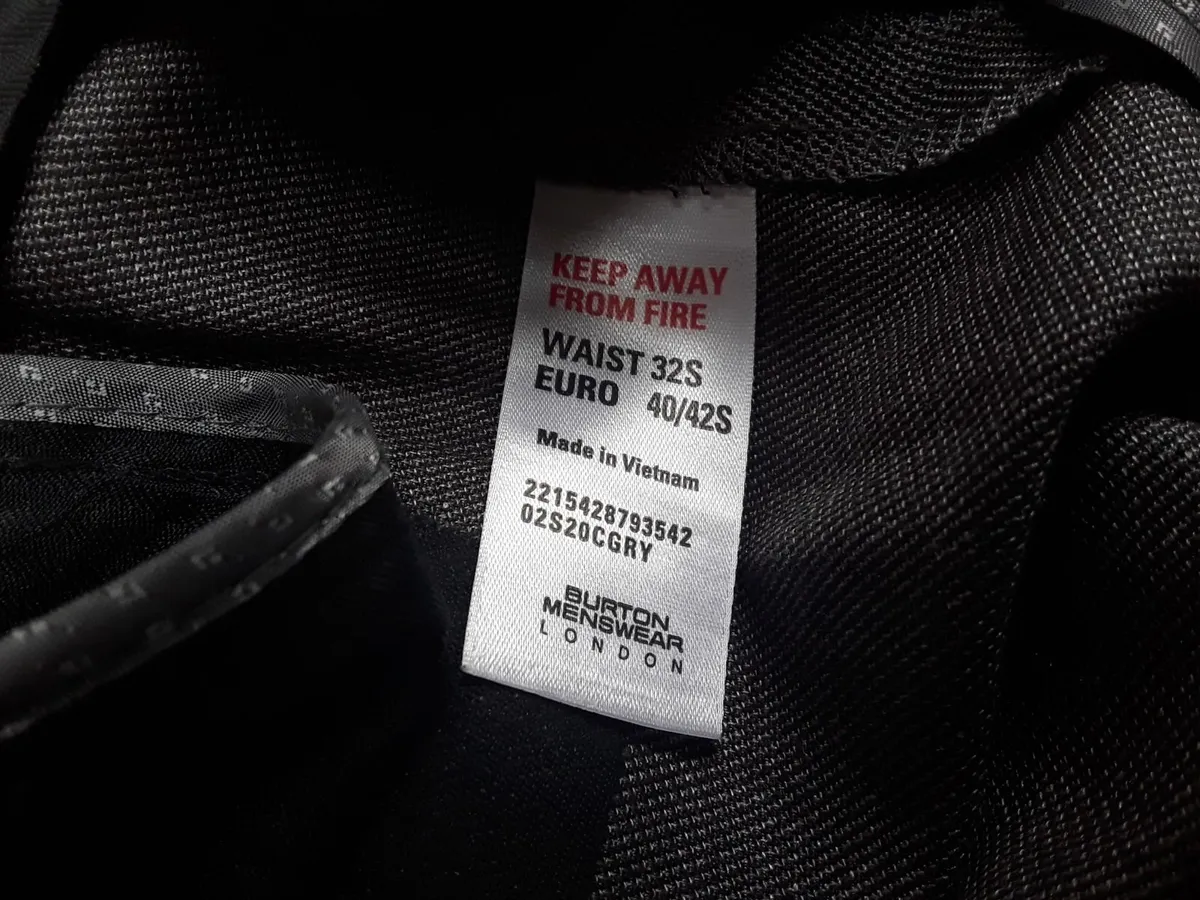 KEEP AWAY
FROM FIRE
WAIST 32S
EURO 40/42S
Made in Vietnam
2215428793542
02S20CGRY
BURTON
MENSWEAR
LONDON